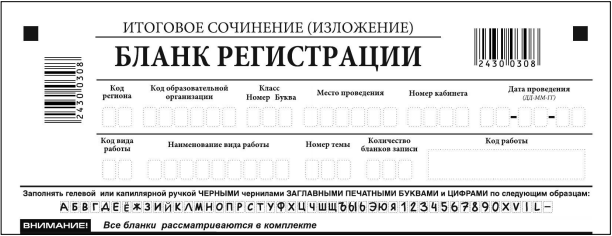 ИТОГОВОЕ СОЧИНЕНИЕ (ИЗЛОЖЕНИЕ)
БЛАНК РЕГИСТРАЦИИ
2430 0308
2430 0308
Код региона
Код образовательной организации
Класс
Номер Буква
Место проведения
Номер кабинета
Дата проведения
(ДД-ММ-ГГ)
Код вида работы
Наименование вида работы
Номер темы
Количество бланков записи
Код работы
Заполнять гелевой или капиллярной ручкой ЧЕРНЫМИ чернилами ЗАГЛАВНЫМИ ПЕЧАТНЫМИ БУКВАМИ и ЦИФРАМИ по следующим образцам:
АБВГДЕЁЖЗИЙКЛМНОПРСТУФХЦЧШЩЪЫЬЭЮЯ1234567890XVIL-
ВНИМАНИЕ! Все бланки рассматриваются в комплекте